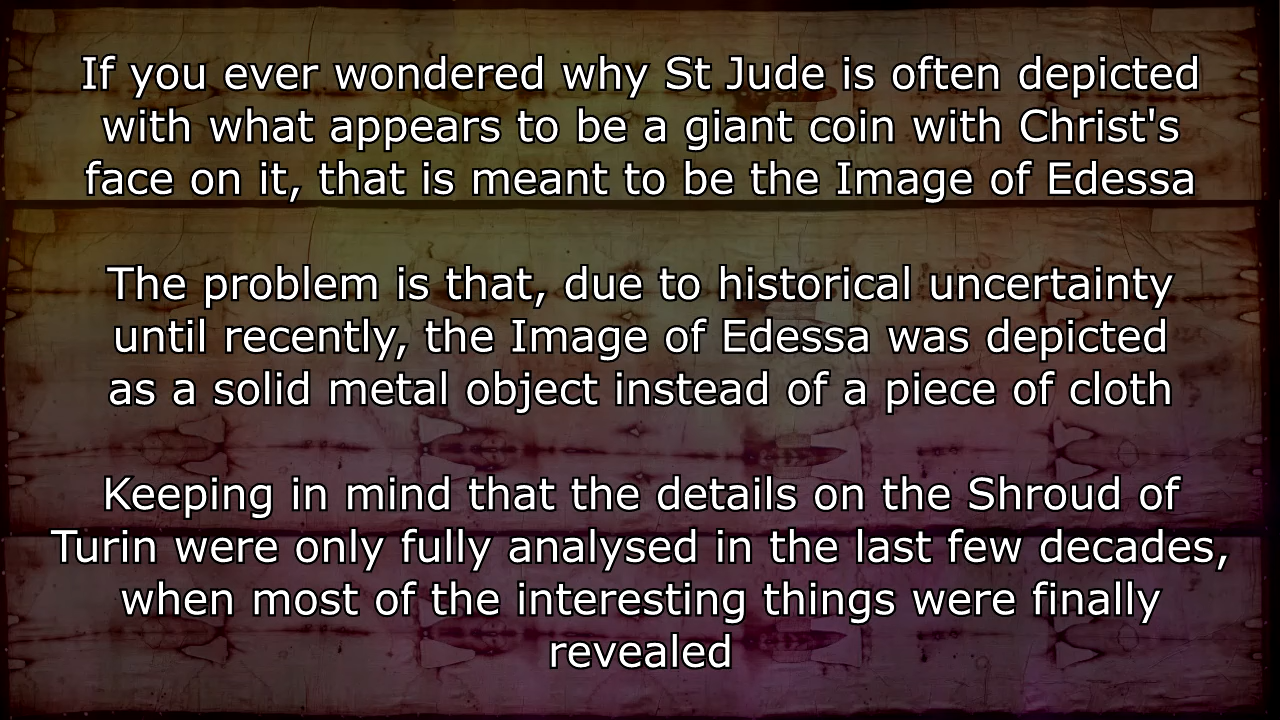 If you ever wondered why St Jude is often depicted
with what appears to be a giant coin with Christ's
face on it, that is meant to be the Image of Edessa
The problem is that, due to historical uncertainty
until recently, the Image of Edessa was depicted
as a solid metal object instead of a piece of cloth
Keeping in mind that the details on the Shroud of
Turin were only fully analysed in the last few decades,
when most of the interesting things were finally
revealed